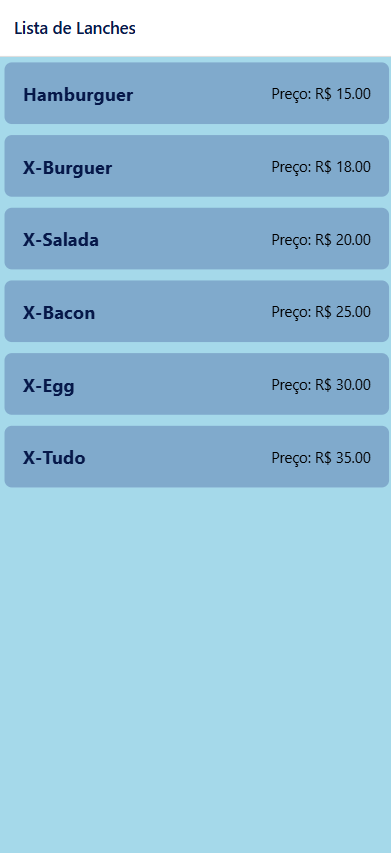 Lista de Lanches
Hamburguer Preço: R$ 15.00
X-Burguer Preço: R$ 18.00
X-Salada Preço: R$ 20.00
X-Bacon Preço: R$ 25.00
X-Egg Preço: R$ 30.00
X-Tudo Preço: R$ 35.00